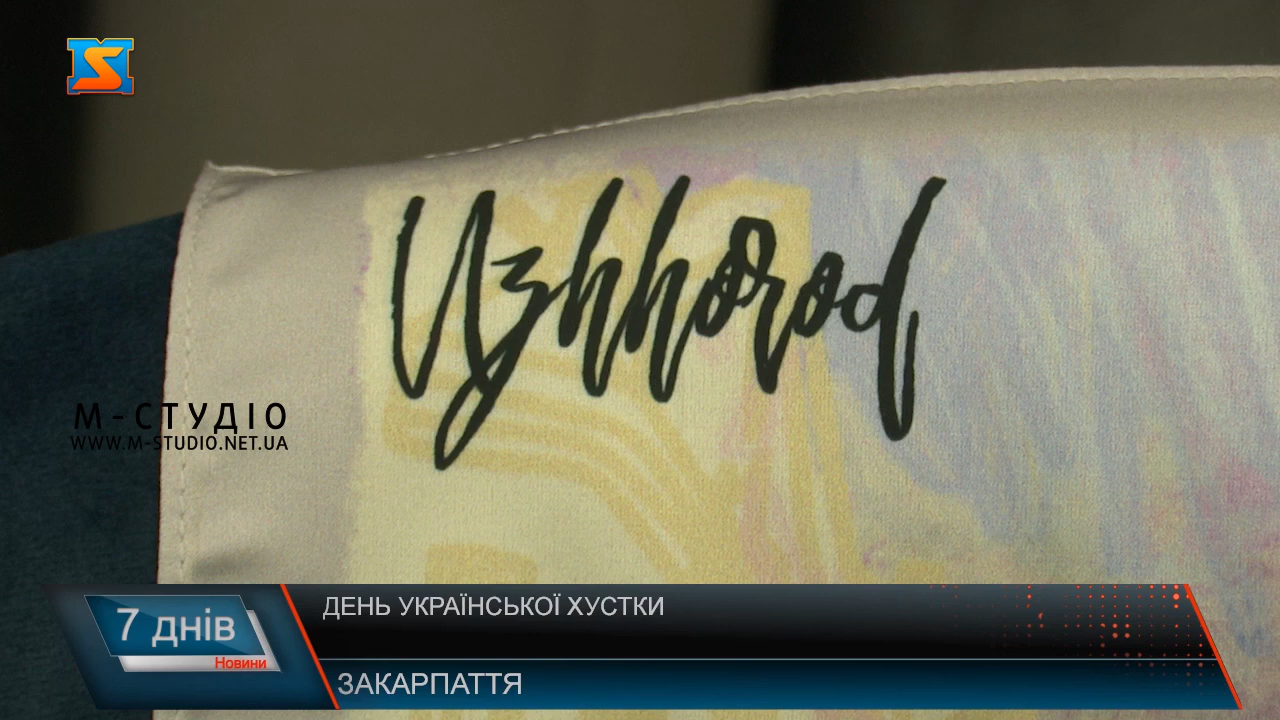 Uzhhorod
М-СТУДІО
WWW.M-STUDIO.NET.UA
ДЕНЬ УКРАЇНСЬКОЇ ХУСТКИ
7 днів
Новини
ЗАКАРПАТТЯ